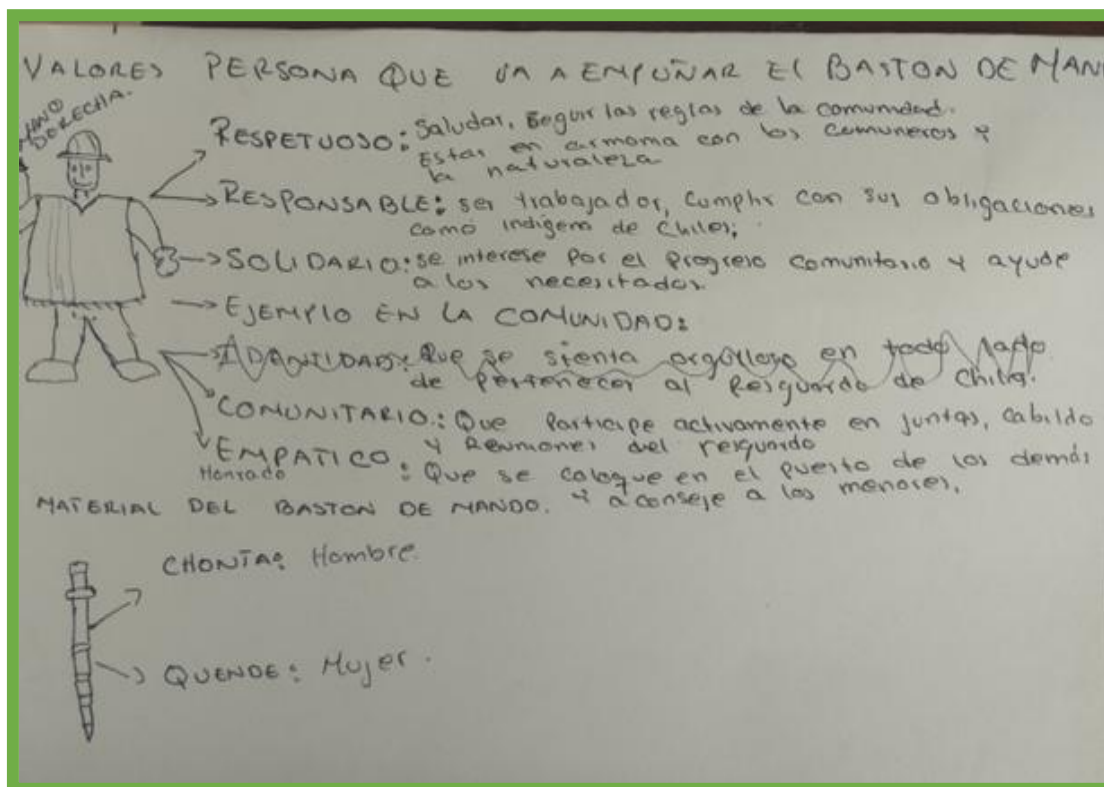 VALORES PERSONA QUE VA A EMPUÑAR El BASTON DE MAN
MANO
DERECHA.
RESPETUOSO: Saludar, Seguir las reglas de la comunidad.
Estar en armoma con los comuneros y
la naturaleza
RESPONSABLE: ser trabajador, cumplir con sus obligaciones
como indigena de Chiles;
SOLIDARIO: se interese por el progreso comunitario y ayude
a los necesitados.
EJEMPLO EN LA COMUNIDAD:
IDANTIDAD: Que se sienta orgulloso en todo lado
de pertenecer al Resguardo de Chiles.
COMUNITARIO: Que Participe activamente en juntas, cabildo
y Reuniones del resguardo
EMPATICO: Que se coloque en el puesto de los demás
Honrado
y aconseje a los menores.
MATERIAL DEL BASTON DE MANDO.
CHONTA: Hombre.
QUENDE: Mujer.